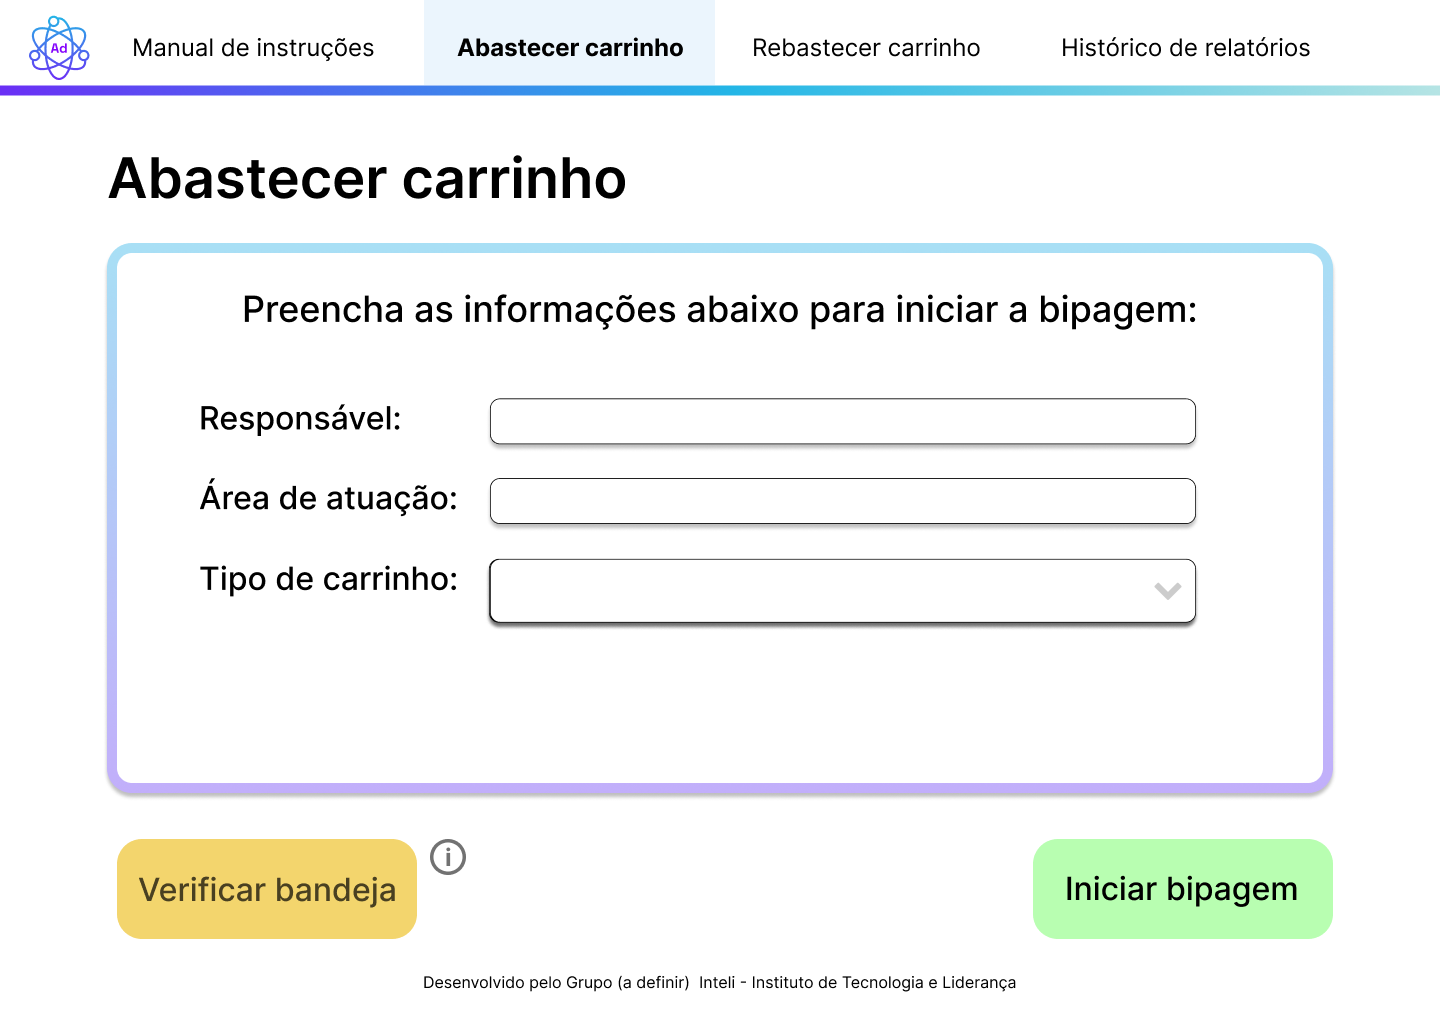 Ad
Manual de instruções
Abastecer carrinho
Rebastecer carrinho
Histórico de relatórios
Abastecer carrinho
Preencha as informações abaixo para iniciar a bipagem:
Responsável:
Área de atuação:
Tipo de carrinho:
Verificar bandeja
i
Iniciar bipagem
Desenvolvido pelo Grupo (a definir)  Inteli - Instituto de Tecnologia e Liderança